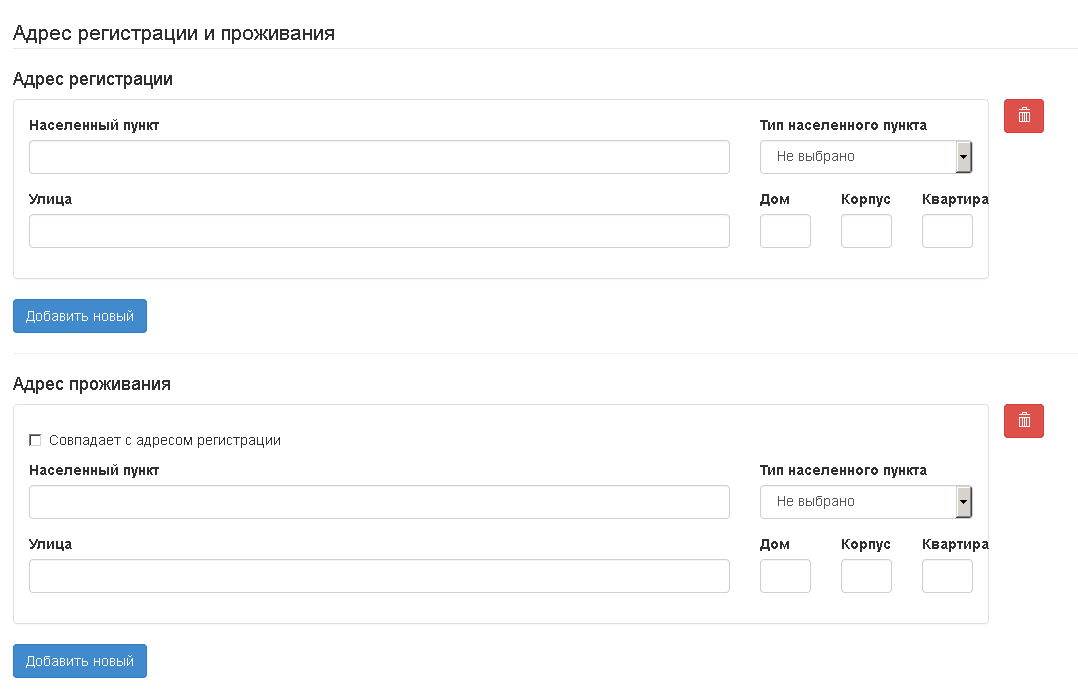 Адрес регистрации и проживания
Адрес регистрации
Населенный пункт Тип населенного пункта
Не выбрано
Улица Дом Корпус Квартира
Добавить новый
Адрес проживания
Совпадает с адресом регистрации
Населенный пункт Тип населенного пункта
Не выбрано
Улица Дом Корпус Квартира
Добавить новый